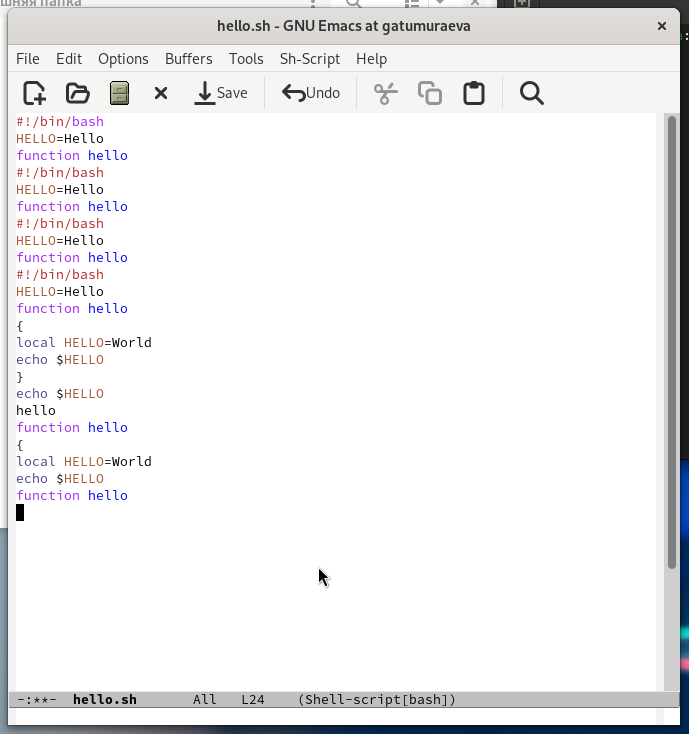 шняя папка
hello.sh - GNU Emacs at gatumuraeva
File Edit Options Buffers Tools Sh-Script Help
Save Undo
#!/bin/bash
HELLO=Hello
function hello
#!/bin/bash
HELLO=Hello
function hello
#!/bin/bash
HELLO=Hello
function hello
#!/bin/bash
HELLO=Hello
function hello
{
local HELLO=World
echo $HELLO
}
echo $HELLO
hello
function hello
{
local HELLO=World
echo $HELLO
function hello
-:**- hello.sh All L24 (Shell-script[bash])